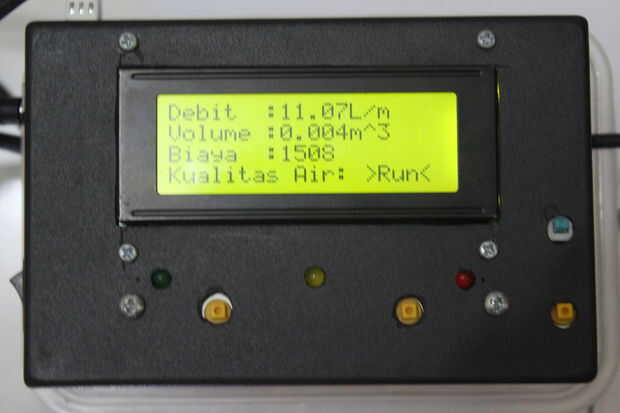 Debit :11.07L/m
Volume :0.004m^3
Biaya :1508
Kualitas Air: >Run<